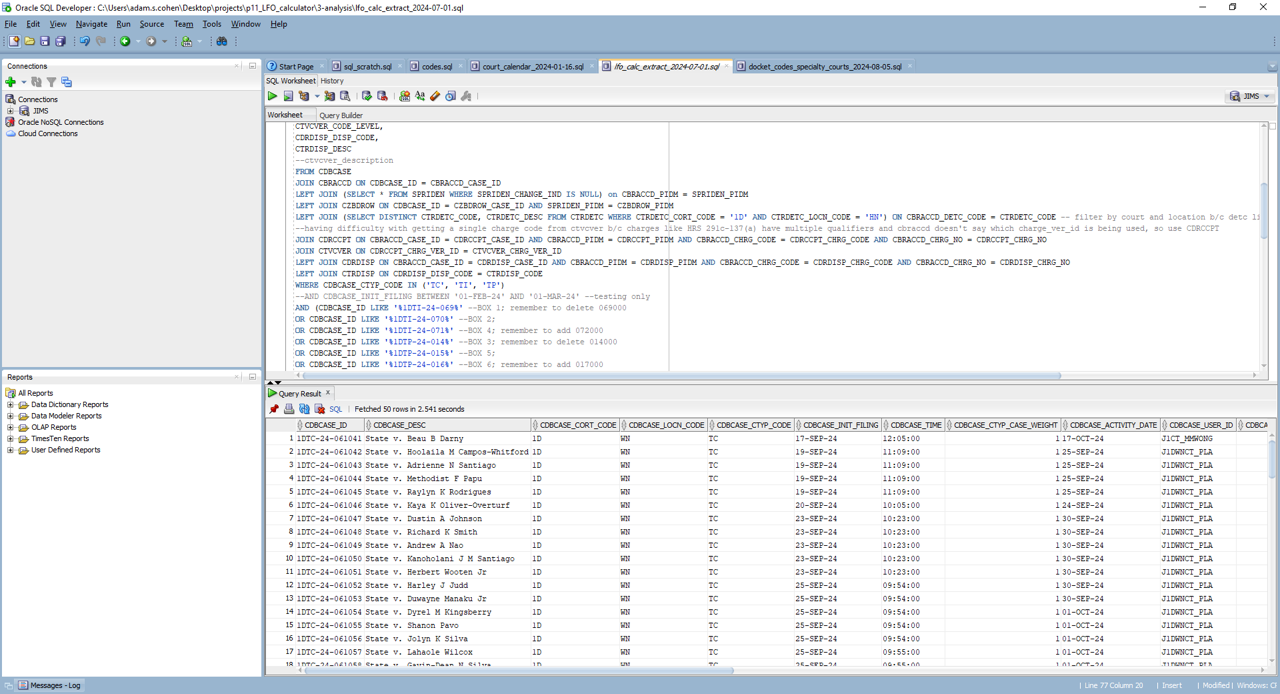 Oracle SQL Developer : C:\Users\adam.s.cohen\Desktop\projects\p11_LFO_calculator\3-analysis\lfo_calc_extract_2024-07-01.sql
File Edit View Navigate Run Source Team Tools Window Help
Connections
Connections
JIMS
Oracle NoSQL Connections
Cloud Connections
Reports
All Reports
Data Dictionary Reports
Data Modeler Reports
OLAP Reports
TimesTen Reports
User Defined Reports
Start Page sql_scratch.sql codes.sql court_calendar_2024-01-16.sql lfo_calc_extract_2024-07-01.sql docket_codes_specialty_courts_2024-08-05.sql
SQL Worksheet History
JIMS
Worksheet Query Builder
CTVCVER_CODE_LEVEL,
CDRDISP_DISP_CODE,
CTRDISP_DESC
--ctvcver_description
FROM CDBCASE
JOIN CBRACCD ON CDBCASE_ID = CBRACCD_CASE_ID
LEFT JOIN (SELECT * FROM SPRIDEN WHERE SPRIDEN_CHANGE_IND IS NULL) on CBRACCD_PIDM = SPRIDEN_PIDM
LEFT JOIN CZBDROW ON CDBCASE_ID = CZBDROW_CASE_ID AND SPRIDEN_PIDM = CZBDROW_PIDM
LEFT JOIN (SELECT DISTINCT CTRDETC_CODE, CTRDETC_DESC FROM CTRDETC WHERE CTRDETC_CORT_CODE = '1D' AND CTRDETC_LOCN_CODE = 'HN') ON CBRACCD_DETC_CODE = CTRDETC_CODE -- filter by court and location b/c detc li
--having difficulty with getting a single charge code from ctvcver b/c charges like HRS 291c-137(a) have multiple qualifiers and cbraccd doesn't say which charge_ver_id is being used, so use CDRCCPT
JOIN CDRCCPT ON CBRACCD_CASE_ID = CDRCCPT_CASE_ID AND CBRACCD_PIDM = CDRCCPT_PIDM AND CBRACCD_CHRG_CODE = CDRCCPT_CHRG_CODE AND CBRACCD_CHRG_NO = CDRCCPT_CHRG_NO
JOIN CTVCVER ON CDRCCPT_CHRG_VER_ID = CTVCVER_CHRG_VER_ID
LEFT JOIN CDRDISP ON CBRACCD_CASE_ID = CDRDISP_CASE_ID AND CBRACCD_PIDM = CDRDISP_PIDM AND CBRACCD_CHRG_CODE = CDRDISP_CHRG_CODE AND CBRACCD_CHRG_NO = CDRDISP_CHRG_NO
LEFT JOIN CTRDISP ON CDRDISP_DISP_CODE = CTRDISP_CODE
WHERE CDBCASE_CTYP_CODE IN ('TC', 'TI', 'TP')
--AND CDBCASE_INIT_FILING BETWEEN '01-FEB-24' AND '01-MAR-24' --testing only
AND (CDBCASE_ID LIKE '%1DTI-24-069%' --BOX 1; remember to delete 069000
OR CDBCASE_ID LIKE '%1DTI-24-070%' --BOX 2;
OR CDBCASE_ID LIKE '%1DTI-24-071%' --BOX 4; remember to add 072000
OR CDBCASE_ID LIKE '%1DTP-24-014%' --BOX 3; remember to delete 014000
OR CDBCASE_ID LIKE '%1DTP-24-015%' --BOX 5;
OR CDBCASE_ID LIKE '%1DTP-24-016%' --BOX 6; remember to add 017000
Query Result
SQL | Fetched 50 rows in 2.541 seconds
CDBCASE_ID CDBCASE_DESC CDBCASE_CORT_CODE CDBCASE_LOCN_CODE CDBCASE_CTYP_CODE CDBCASE_INIT_FILING CDBCASE_TIME CDBCASE_CTYP_CASE_WEIGHT CDBCASE_ACTIVITY_DATE CDBCASE_USER_ID CDBCA
1 1DTC-24-061041 State v. Beau B Darny 1D WN TC 17-SEP-24 12:05:00 1 17-OCT-24 J1CT_MMWONG
2 1DTC-24-061042 State v. Hoolaila M Campos-Whitford 1D WN TC 19-SEP-24 11:09:00 1 25-SEP-24 J1DWNCT_PLA
3 1DTC-24-061043 State v. Adrienne N Santiago 1D WN TC 19-SEP-24 11:09:00 1 25-SEP-24 J1DWNCT_PLA
4 1DTC-24-061044 State v. Methodist F Papu 1D WN TC 19-SEP-24 11:09:00 1 25-SEP-24 J1DWNCT_PLA
5 1DTC-24-061045 State v. Raylyn K Rodrigues 1D WN TC 19-SEP-24 11:09:00 1 25-SEP-24 J1DWNCT_PLA
6 1DTC-24-061046 State v. Kaya K Oliver-Overturf 1D WN TC 20-SEP-24 10:05:00 1 24-SEP-24 J1DWNCT_PLA
7 1DTC-24-061047 State v. Dustin A Johnson 1D WN TC 23-SEP-24 10:23:00 1 30-SEP-24 J1DWNCT_PLA
8 1DTC-24-061048 State v. Richard K Smith 1D WN TC 23-SEP-24 10:23:00 1 30-SEP-24 J1DWNCT_PLA
9 1DTC-24-061049 State v. Andrew A Nao 1D WN TC 23-SEP-24 10:23:00 1 30-SEP-24 J1DWNCT_PLA
10 1DTC-24-061050 State v. Kanoholani J M Santiago 1D WN TC 23-SEP-24 10:23:00 1 30-SEP-24 J1DWNCT_PLA
11 1DTC-24-061051 State v. Herbert Wooten Jr 1D WN TC 23-SEP-24 10:23:00 1 30-SEP-24 J1DWNCT_PLA
12 1DTC-24-061052 State v. Harley J Judd 1D WN TC 25-SEP-24 09:54:00 1 30-SEP-24 J1DWNCT_PLA
13 1DTC-24-061053 State v. Duwayne Manaku Jr 1D WN TC 25-SEP-24 09:54:00 1 30-SEP-24 J1DWNCT_PLA
14 1DTC-24-061054 State v. Dyrel M Kingsberry 1D WN TC 25-SEP-24 09:54:00 1 01-OCT-24 J1DWNCT_PLA
15 1DTC-24-061055 State v. Shanon Pavo 1D WN TC 25-SEP-24 09:54:00 1 01-OCT-24 J1DWNCT_PLA
16 1DTC-24-061056 State v. Jolyn K Silva 1D WN TC 25-SEP-24 09:54:00 1 01-OCT-24 J1DWNCT_PLA
17 1DTC-24-061057 State v. Lahaole Wilcox 1D WN TC 25-SEP-24 09:55:00 1 01-OCT-24 J1DWNCT_PLA
18 1DTC-24-061058 State v. Gavin-Dean N Silva 1D WN TC 25-SEP-24 09:55:00 1 01-OCT-24 J1DWNCT_PLA
Messages - Log
| Line 77 Column 20 | Insert | Modified | Windows: Cl